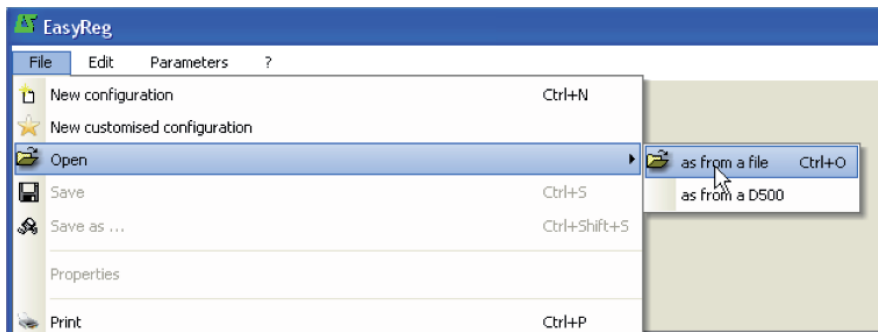 EasyReg
File Edit Parameters ?
New configuration Ctrl+N
New customised configuration
Open as from a file Ctrl+O
Save Ctrl+S as from a D500
Save as ... Ctrl+Shift+S
Properties
Print Ctrl+P